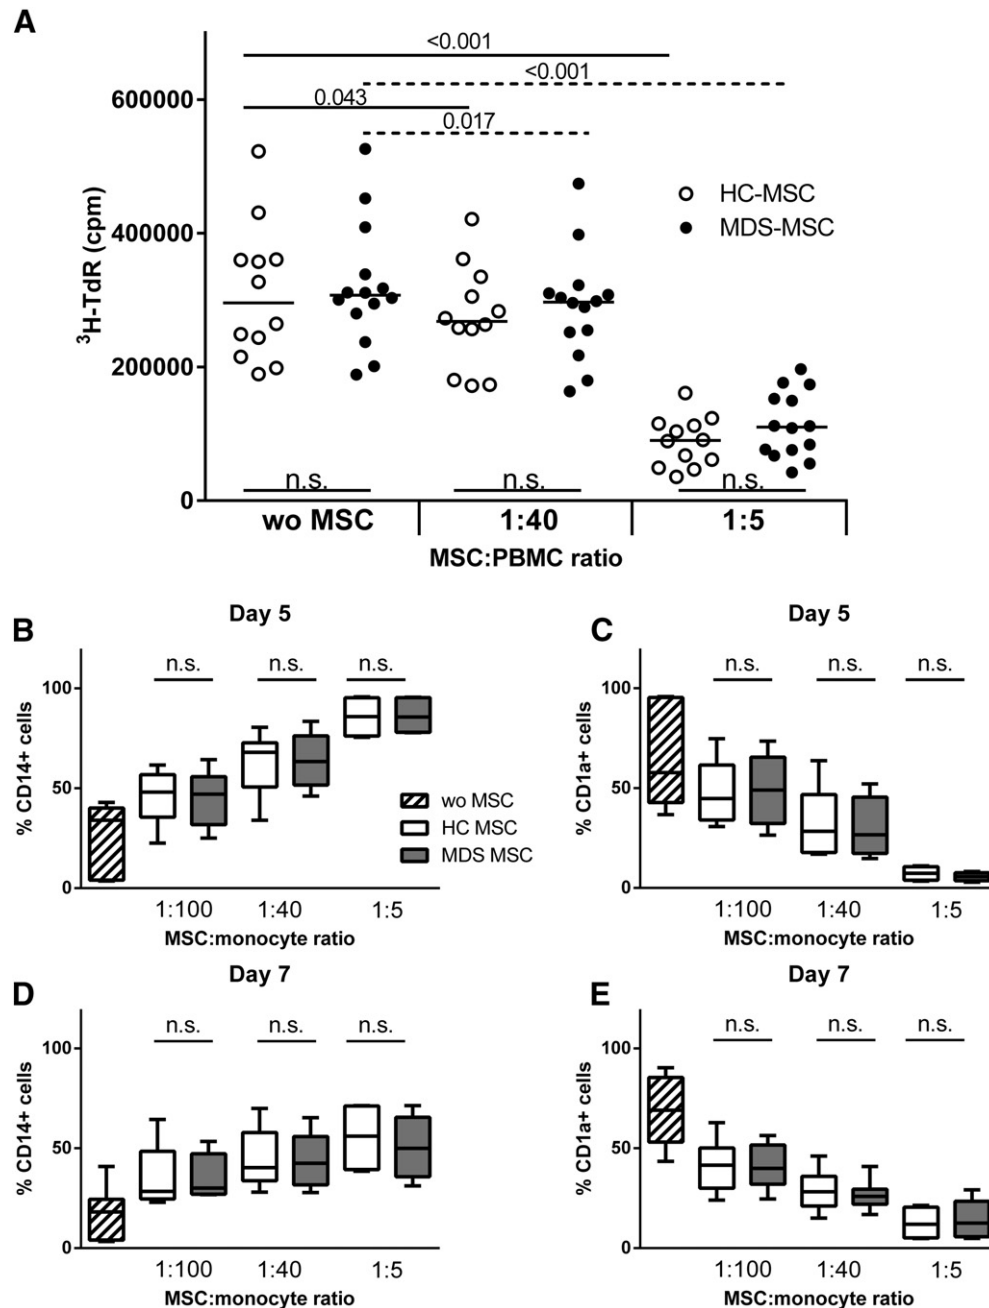 A
<0.001
<0.001
0.043
0.017
600000
400000
200000
0
³H-TdR (cpm)
HC-MSC
MDS-MSC
n.s.
n.s.
n.s.
wo MSC
1:40
1:5
MSC:PBMC ratio
B
Day 5
n.s.
n.s.
n.s.
100
50
0
% CD14+ cells
wo MSC
HC MSC
MDS MSC
1:100
1:40
1:5
MSC:monocyte ratio
C
Day 5
n.s.
n.s.
n.s.
100
50
0
% CD1a+ cells
1:100
1:40
1:5
MSC:monocyte ratio
D
Day 7
n.s.
n.s.
n.s.
100
50
0
% CD14+ cells
1:100
1:40
1:5
MSC:monocyte ratio
E
Day 7
n.s.
n.s.
n.s.
100
50
0
% CD1a+ cells
1:100
1:40
1:5
MSC:monocyte ratio